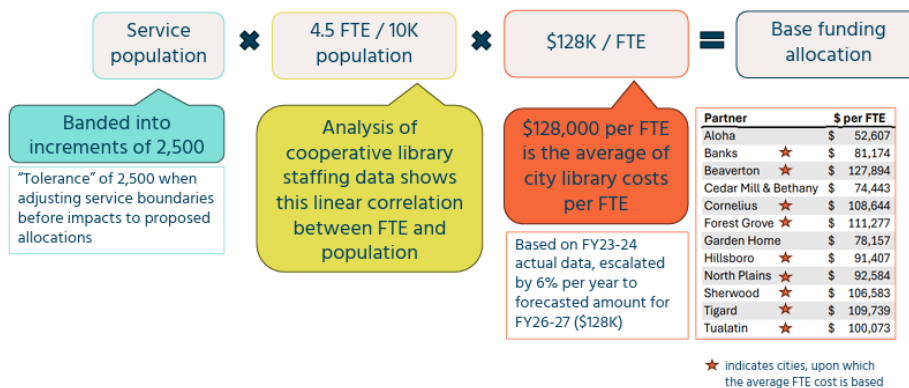 Service
population
✖
4.5 FTE / 10K
population
✖
$128K / FTE
=
Base funding
allocation
Banded into
increments of 2,500
"Tolerance" of 2,500 when
adjusting service boundaries
before impacts to proposed
allocations
Analysis of
cooperative library
staffing data shows
this linear correlation
between FTE and
population
$128,000 per FTE
is the average of
city library costs
per FTE
Based on FY23-24
actual data, escalated
by 6% per year to
forecasted amount for
FY26-27 ($128K)
Partner $ per FTE
Aloha $ 52,607
Banks ★ $ 81,174
Beaverton ★ $ 127,894
Cedar Mill & Bethany $ 74,443
Cornelius ★ $ 108,644
Forest Grove ★ $ 111,277
Garden Home $ 78,157
Hillsboro ★ $ 91,407
North Plains ★ $ 92,584
Sherwood ★ $ 106,583
Tigard ★ $ 109,739
Tualatin ★ $ 100,073
★ indicates cities, upon which
the average FTE cost is based